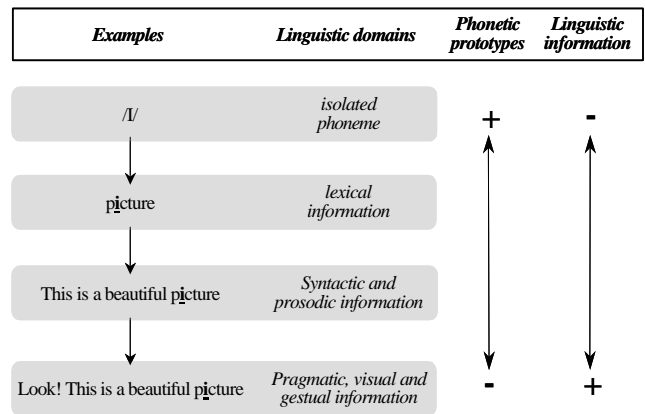 Examples Linguistic domains Phonetic prototypes Linguistic information
/I/ isolated phoneme + -
picture lexical information
This is a beautiful picture Syntactic and prosodic information
Look! This is a beautiful picture Pragmatic, visual and gestual information - +